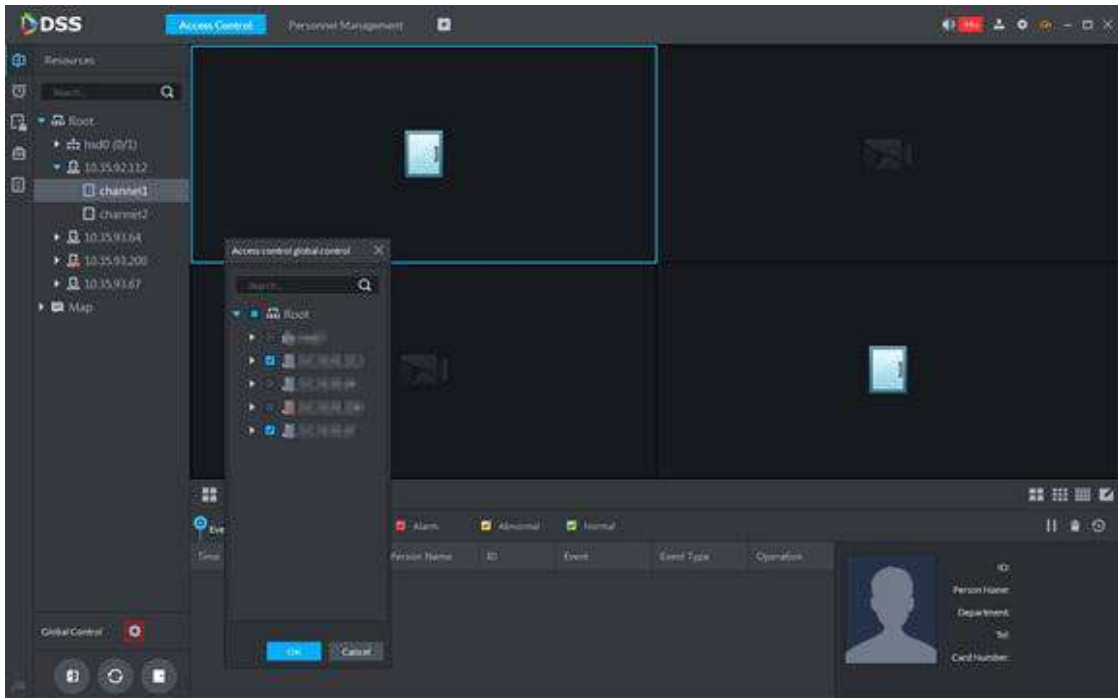 DSS
Access Control
Personnel Management
Resources
Search...
Root
hsd0 (0/1)
10.35.92.112
channel1
channel2
10.35.93.64
10.35.93.200
10.35.93.67
Map
Access control global control
Search...
Root
Eve
Alarm
Abnormal
Normal
Time
Person Name
ID
Event
Event Type
Operation
ID:
Person Name:
Department:
Tel:
Card Number:
Global Control
OK
Cancel